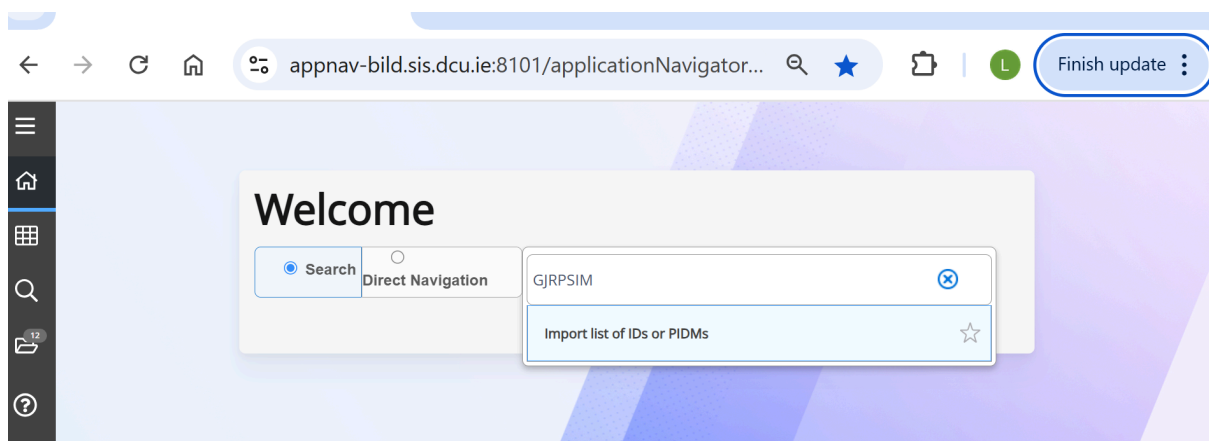 appnav-bild.sis.dcu.ie:8101/applicationNavigator...
L
Finish update
Welcome
Search
Direct Navigation
GJRPSIM
Import list of IDs or PIDMs
12